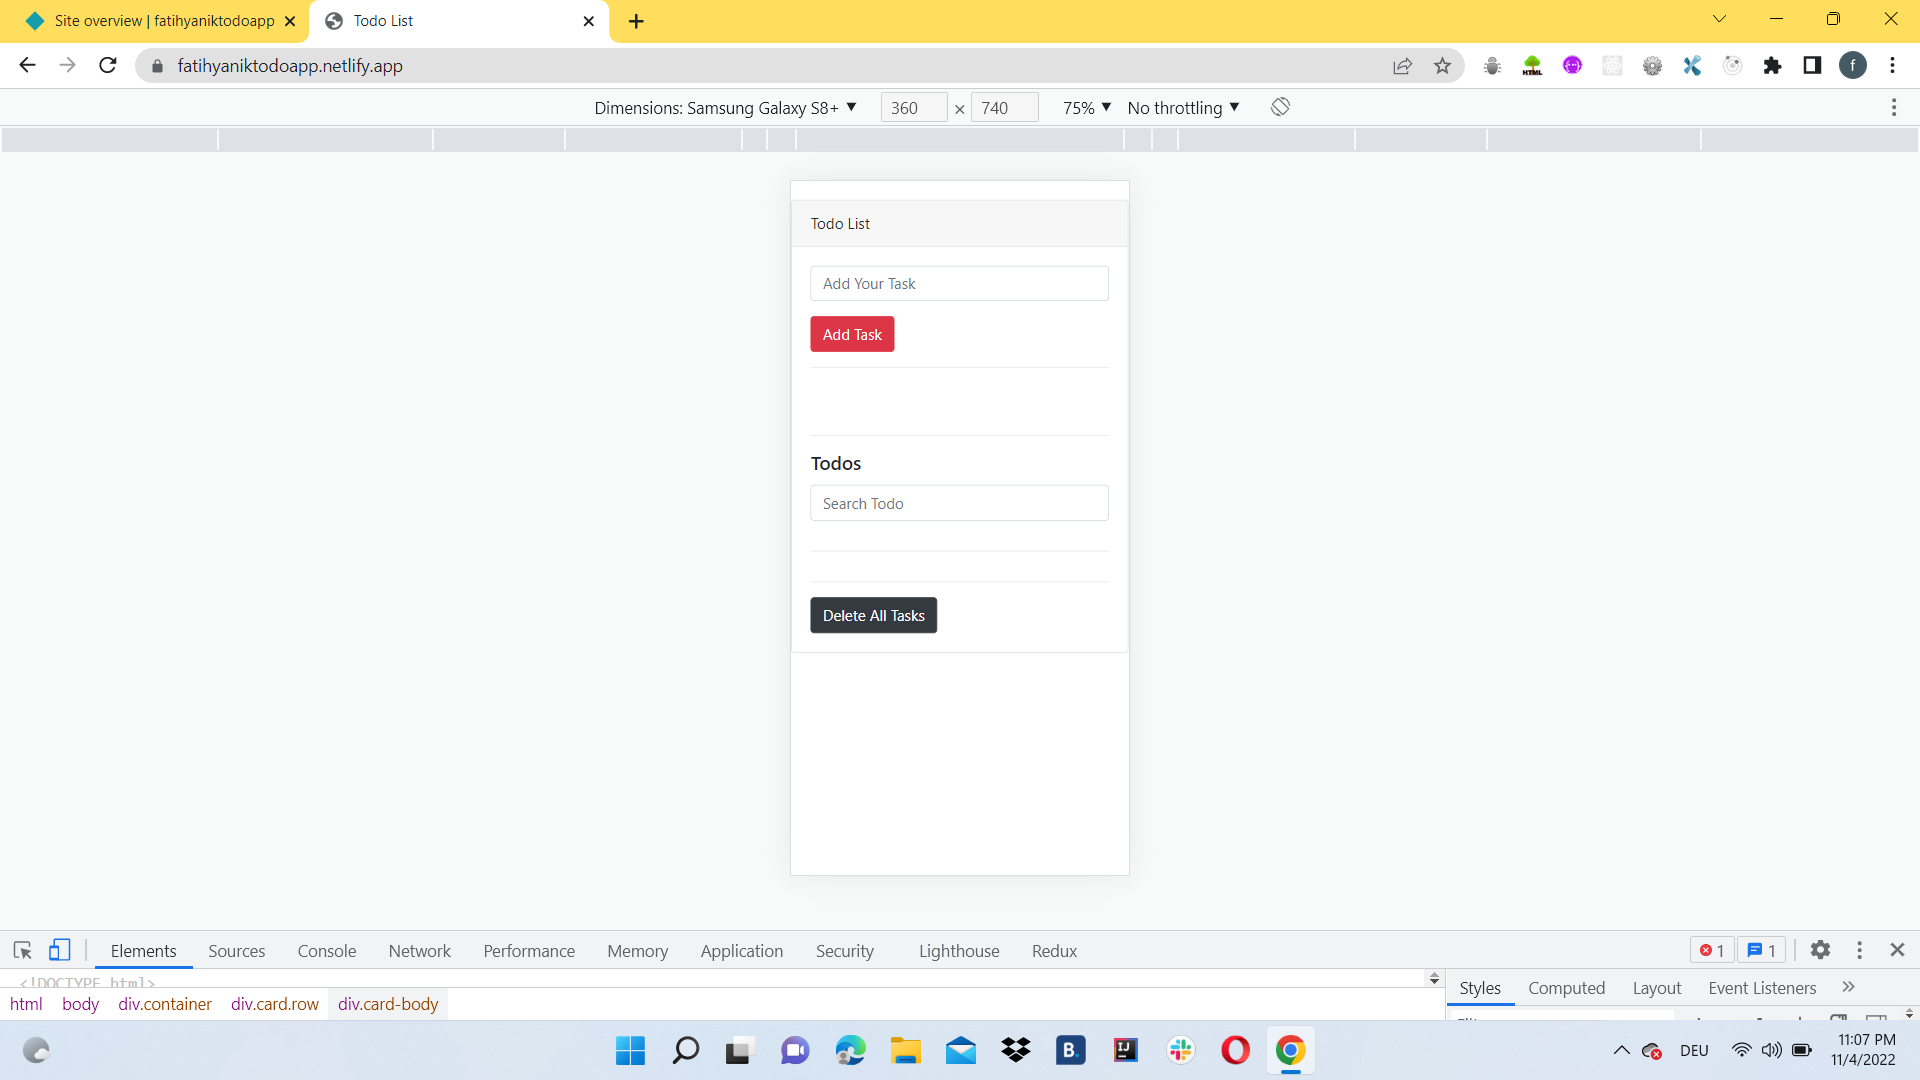 Site overview | fatihyaniktodoapp
Todo List
fatihyaniktodoapp.netlify.app
HTML
f
Dimensions: Samsung Galaxy S8+ 360 × 740 75% No throttling
Todo List
Add Your Task
Add Task
Todos
Search Todo
Delete All Tasks
Elements Sources Console Network Performance Memory Application Security Lighthouse Redux
1 1
<!DOCTYPE html>
html body div.container div.card.row div.card-body
Styles Computed Layout Event Listeners
B.
IJ
DEU
11:07 PM
11/4/2022